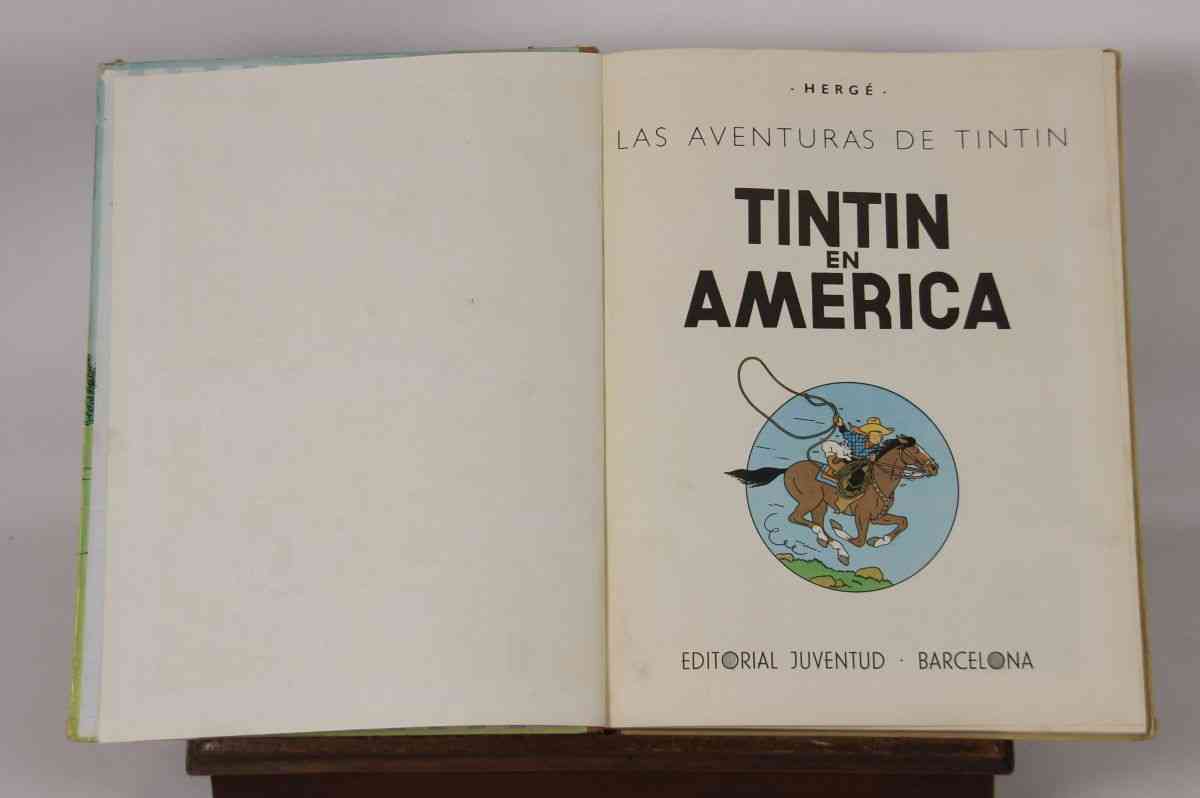 · HERGÉ ·
LAS AVENTURAS DE TINTIN
TINTIN
EN
AMERICA
EDITORIAL JUVENTUD · BARCELONA